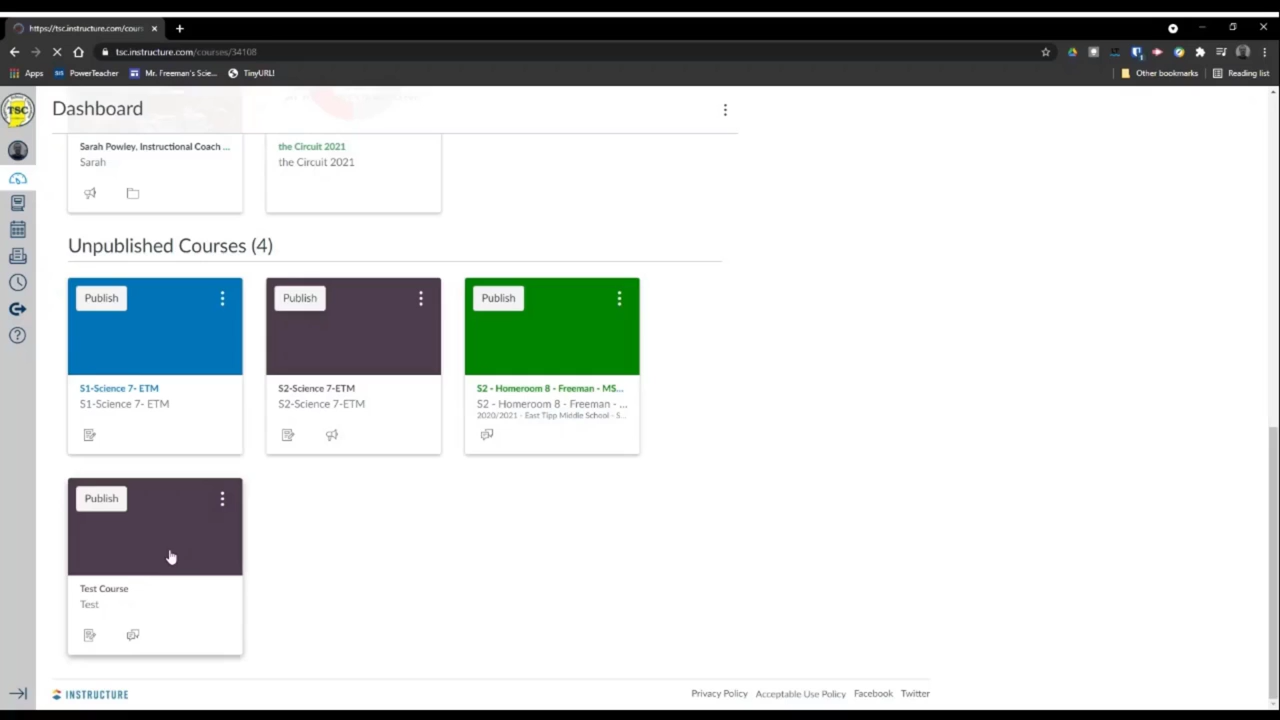 https://tsc.instructure.com/cour
tsc.instructure.com/courses/34108
Apps
SIS PowerTeacher
Mr. Freeman's Scie...
TinyURL!
Other bookmarks
Reading list
TSC
Dashboard
Sarah Powley, Instructional Coach ...
Sarah
the Circuit 2021
the Circuit 2021
Unpublished Courses (4)
Publish
S1-Science 7- ETM
S1-Science 7- ETM
Publish
S2-Science 7-ETM
S2-Science 7-ETM
Publish
S2 - Homeroom 8 - Freeman - MS...
S2 - Homeroom 8 - Freeman - ...
2020/2021 - East Tipp Middle School - S...
Publish
Test Course
Test
INSTRUCTURE
Privacy Policy
Acceptable Use Policy
Facebook
Twitter